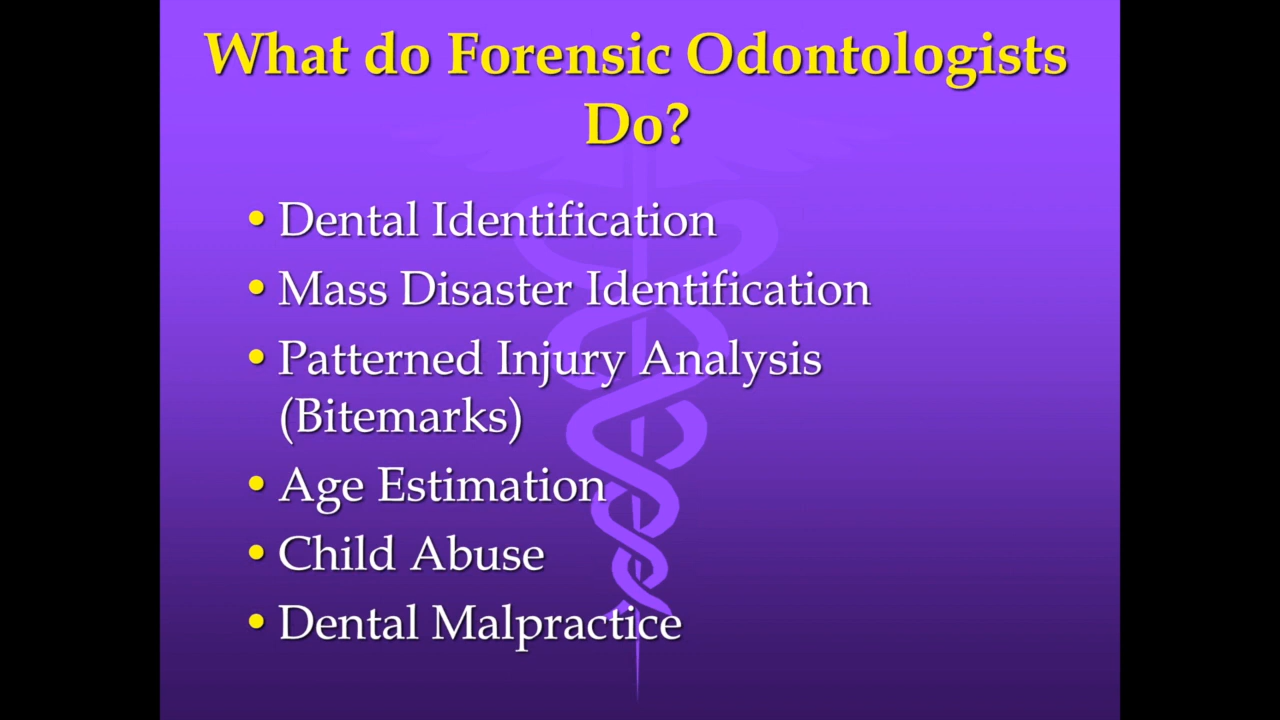 What do Forensic Odontologists
Do?
• Dental Identification
• Mass Disaster Identification
• Patterned Injury Analysis
(Bitemarks)
• Age Estimation
• Child Abuse
• Dental Malpractice